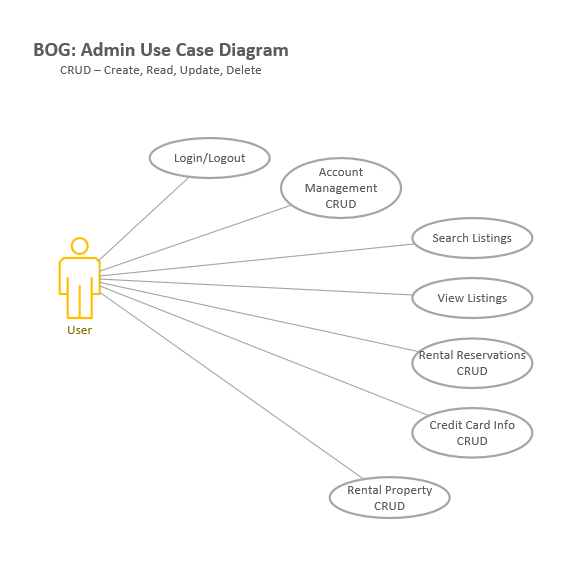 BOG: Admin Use Case Diagram
CRUD – Create, Read, Update, Delete
Login/Logout
Account
Management
CRUD
Search Listings
View Listings
User
Rental Reservations
CRUD
Credit Card Info
CRUD
Rental Property
CRUD